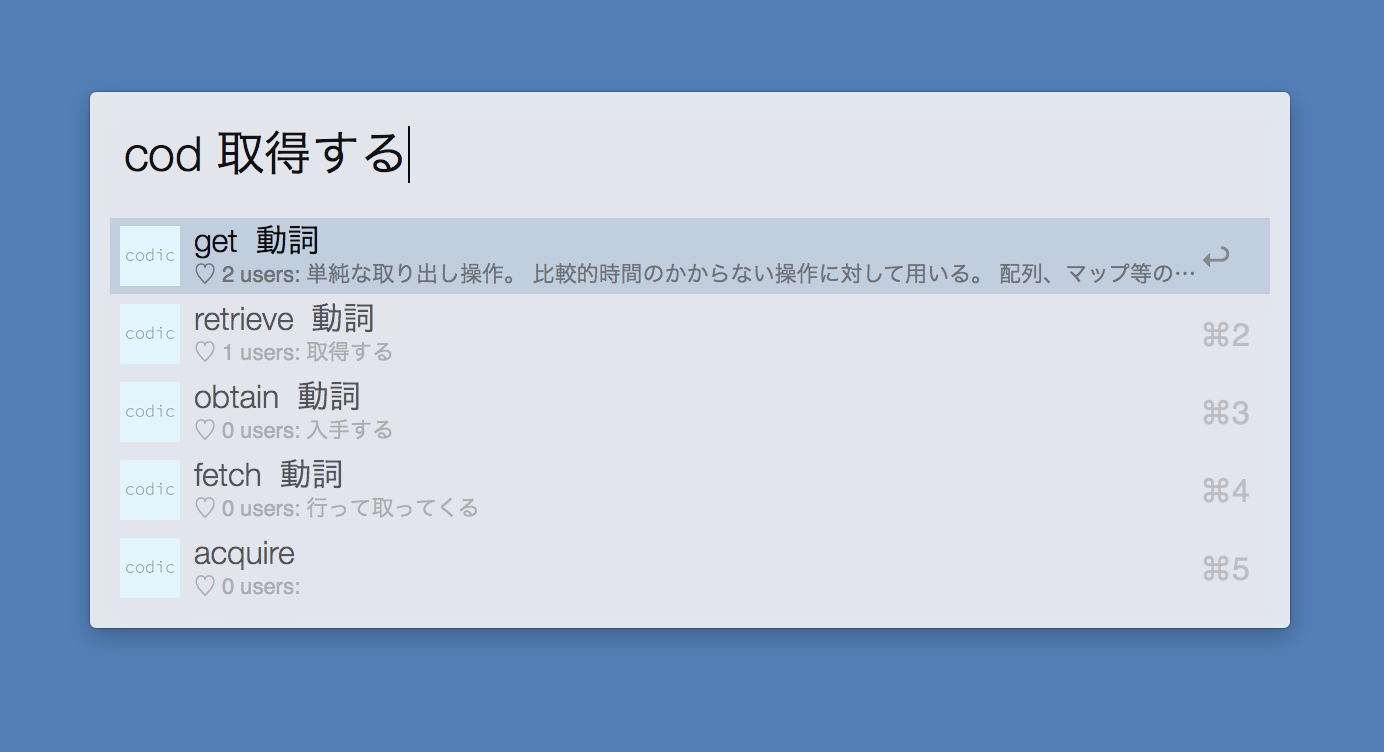 cod 取得する
codic
get 動詞
♡ 2 users: 単純な取り出し操作。 比較的時間のかからない操作に対して用いる。 配列、マップ等の…
codic
retrieve 動詞
♡ 1 users: 取得する
⌘2
codic
obtain 動詞
♡ 0 users: 入手する
⌘3
codic
fetch 動詞
♡ 0 users: 行って取ってくる
⌘4
codic
acquire
♡ 0 users:
⌘5